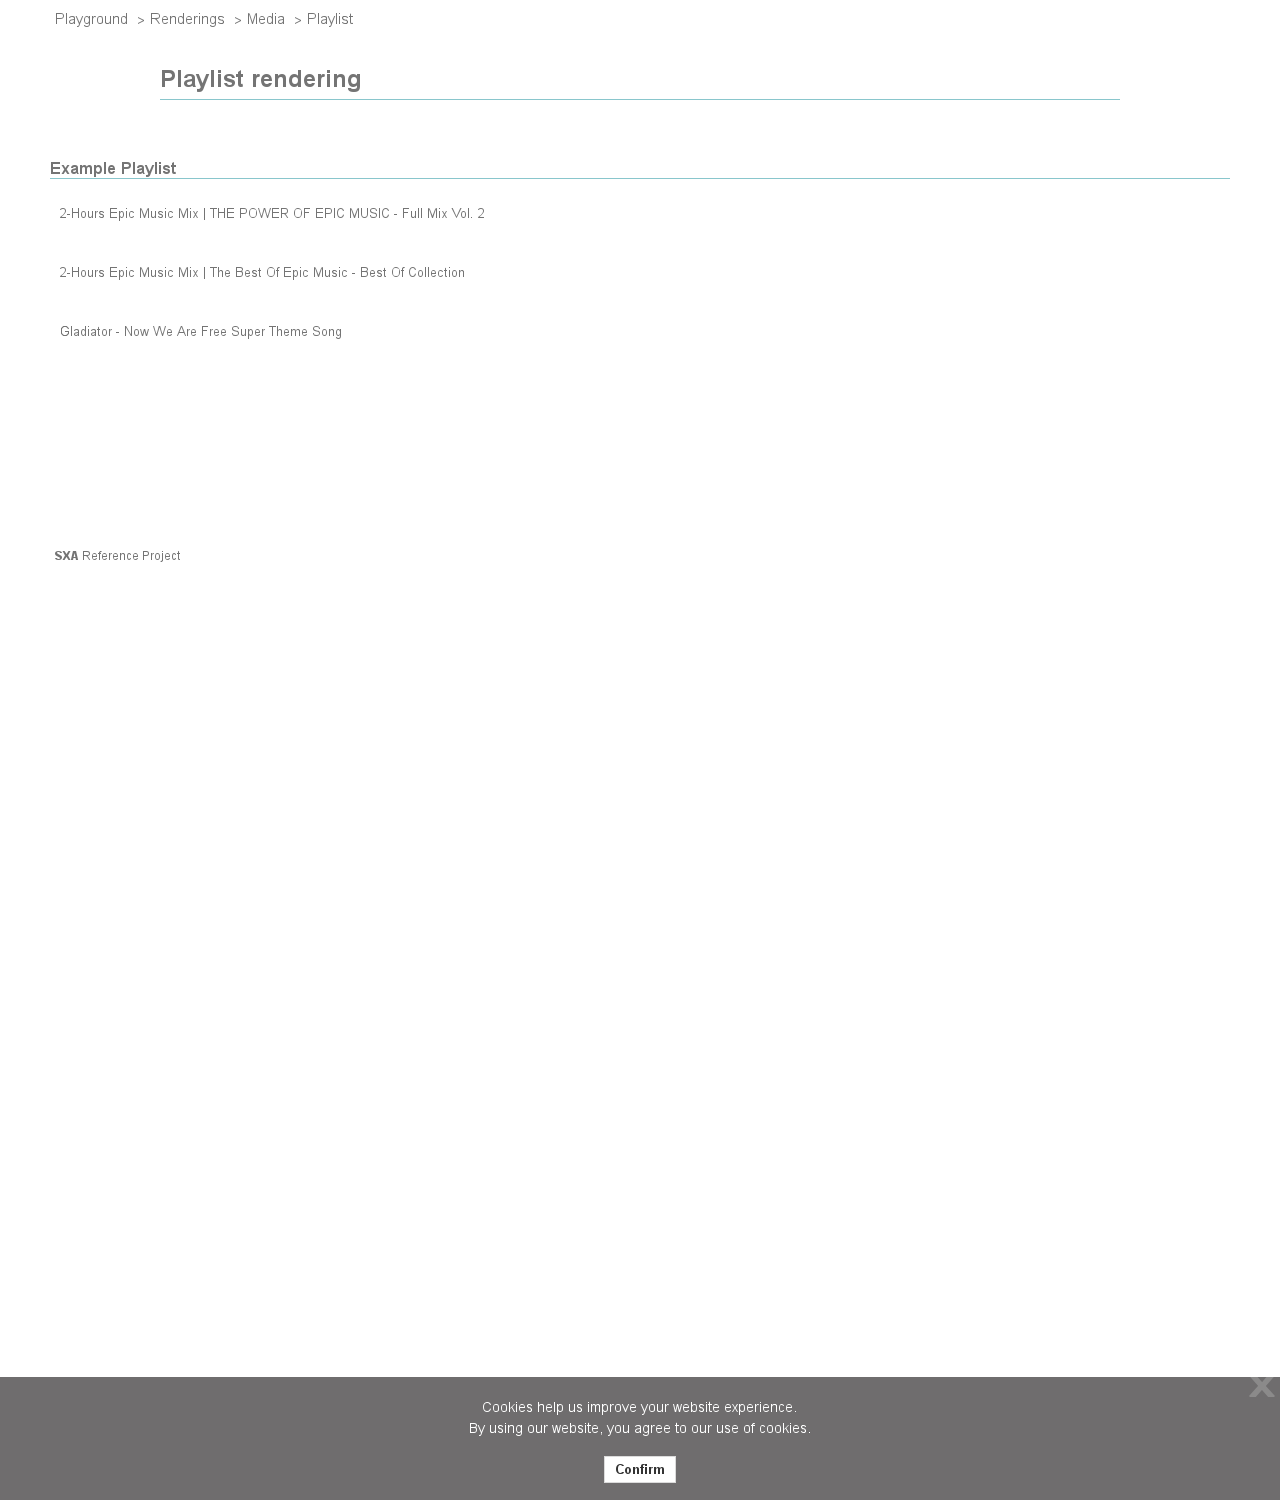 Playground > Renderings > Media > Playlist
Playlist rendering
Example Playlist
2-Hours Epic Music Mix | THE POWER OF EPIC MUSIC - Full Mix Vol. 2
2-Hours Epic Music Mix | The Best Of Epic Music - Best Of Collection
Gladiator - Now We Are Free Super Theme Song
SXA Reference Project
X
Cookies help us improve your website experience.
By using our website, you agree to our use of cookies.
Confirm